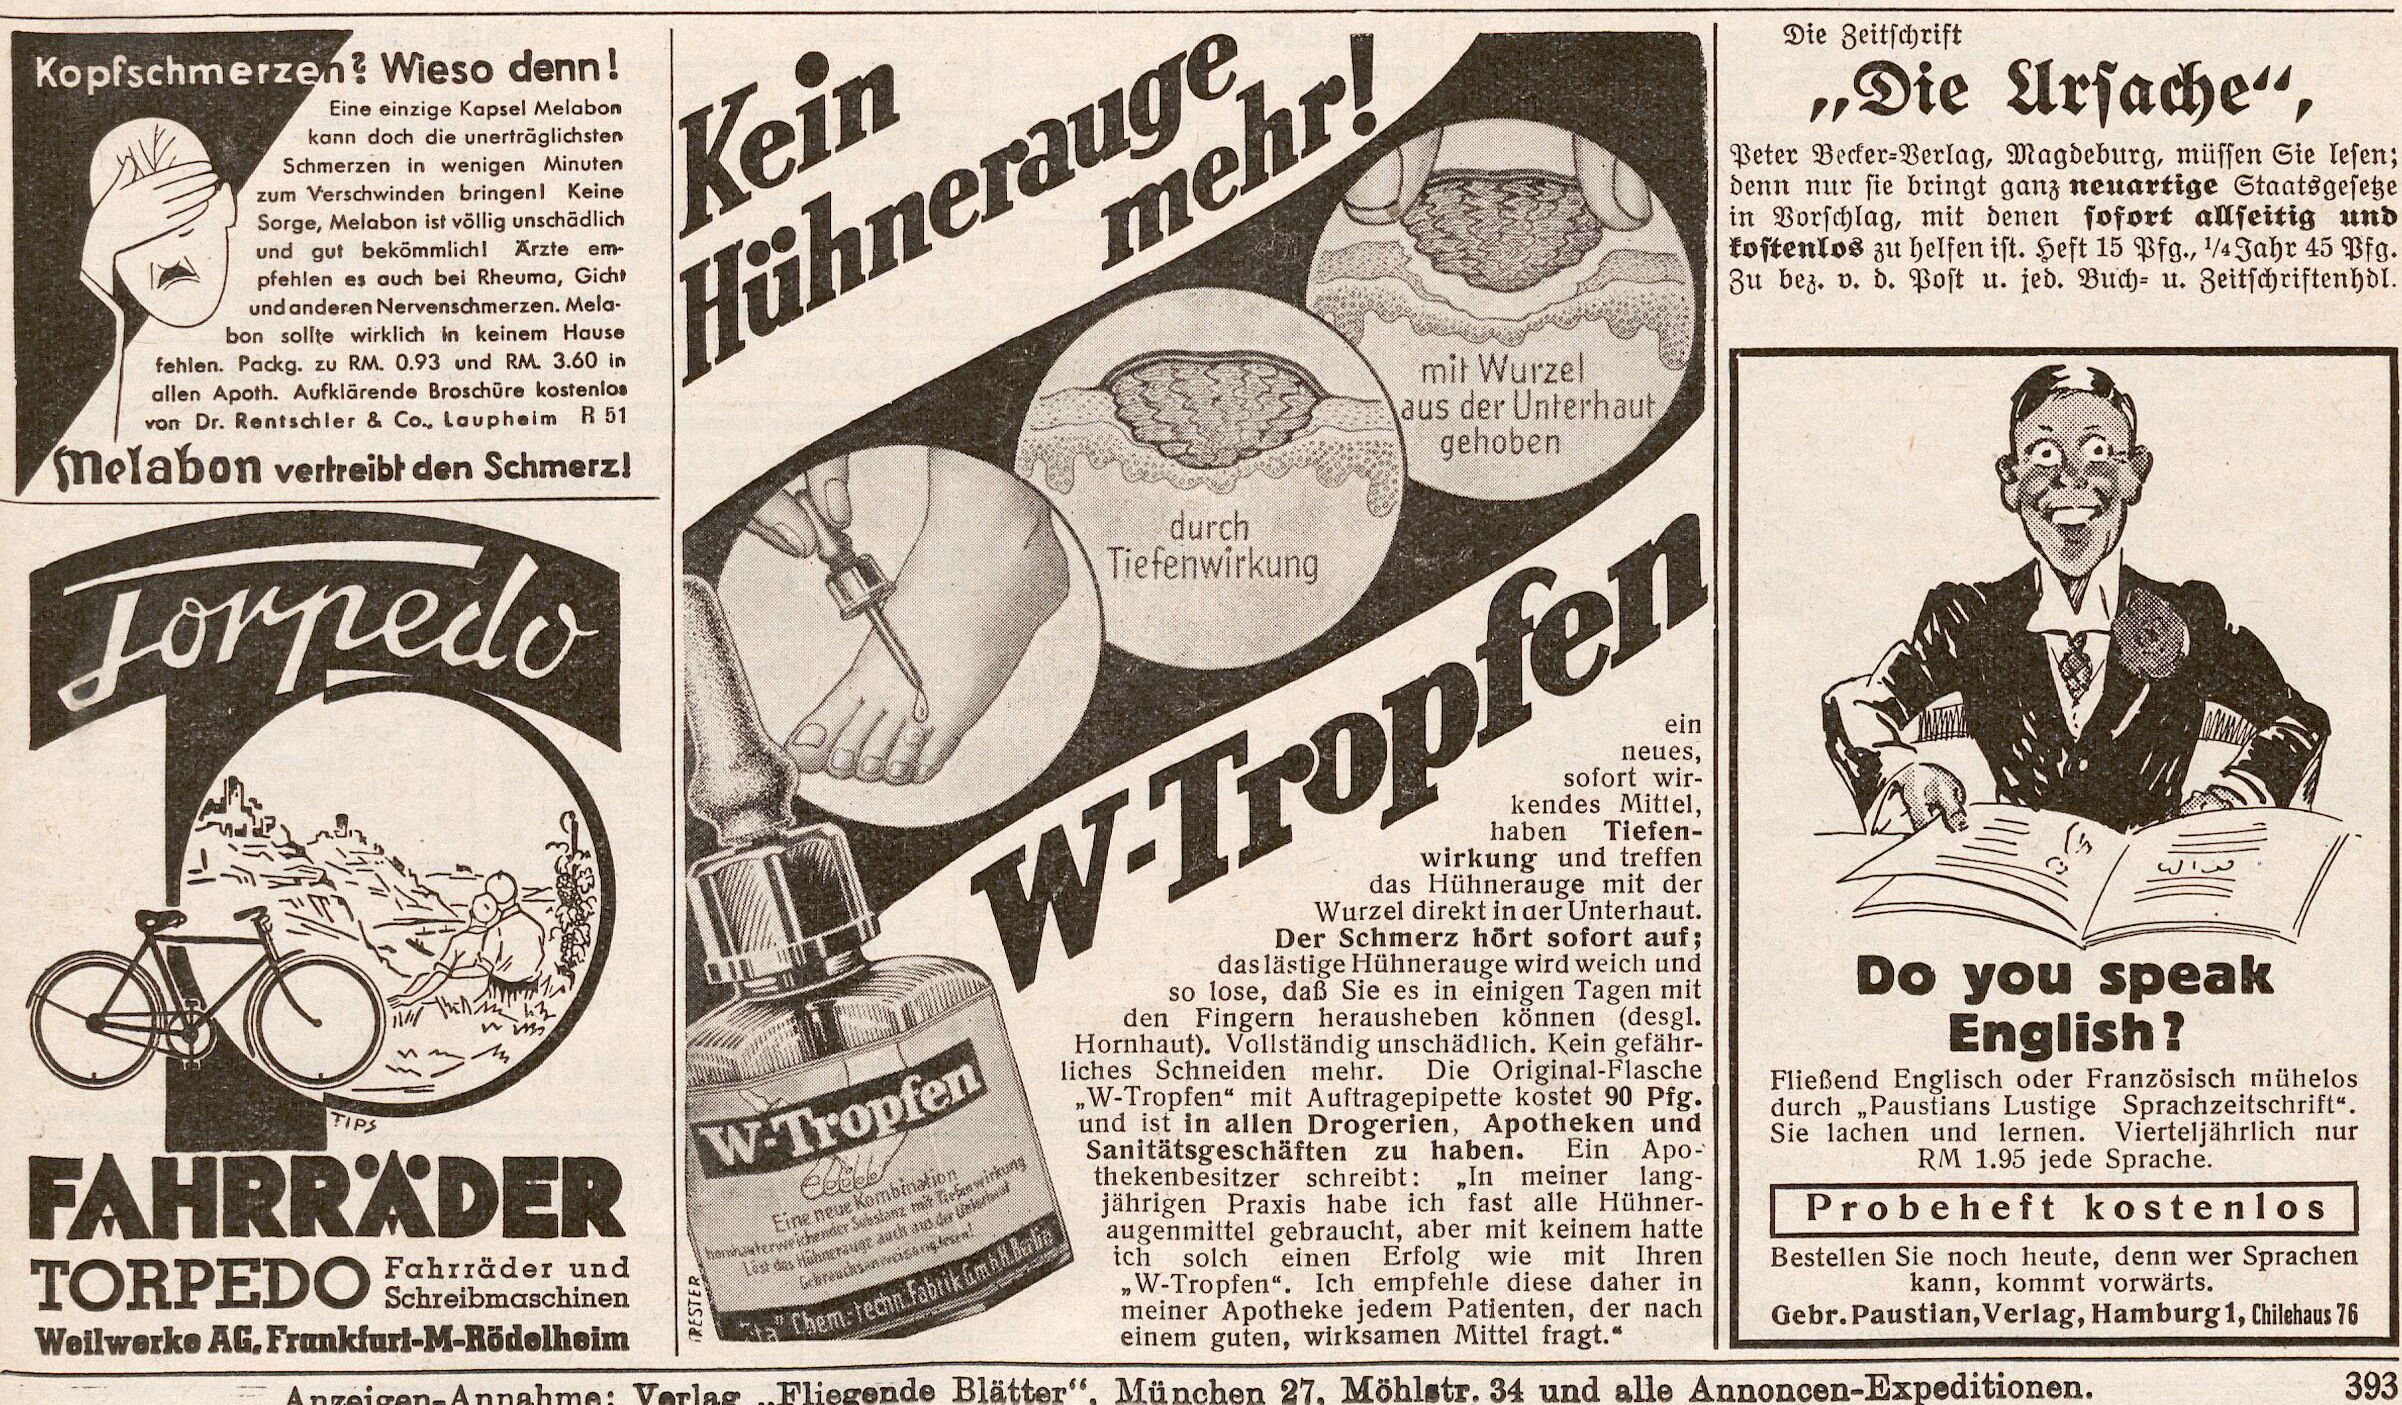 Kopfschmerzen? Wieso denn!
Eine einzige Kapsel Melabon
kann doch die unerträglichsten
Schmerzen in wenigen Minuten
zum Verschwinden bringen! Keine
Sorge, Melabon ist völlig unschädlich
und gut bekömmlich! Ärzte em-
pfehlen es auch bei Rheuma, Gicht
und anderen Nervenschmerzen. Mela-
bon sollte wirklich in keinem Hause
fehlen. Packg. zu RM. 0.93 und RM. 3.60 in
allen Apoth. Aufklärende Broschüre kostenlos
von Dr. Rentschler & Co., Laupheim R 51
Melabon vertreibt den Schmerz!
Torpedo
TIPS
FAHRRÄDER
TORPEDO Fahrräder und
Schreibmaschinen
Weilwerke AG, Frankfurt-M-Rödelheim
Kein
Hühnerauge
mehr!
mit Wurzel
aus der Unterhaut
gehoben
durch
Tiefenwirkung
W-Tropfen
ein
neues,
sofort wir-
kendes Mittel,
haben Tiefen-
wirkung und treffen
das Hühnerauge mit der
Wurzel direkt in der Unterhaut.
Der Schmerz hört sofort auf;
das lästige Hühnerauge wird weich und
so lose, daß Sie es in einigen Tagen mit
den Fingern herausheben können (desgl.
Hornhaut). Vollständig unschädlich. Kein gefähr-
liches Schneiden mehr. Die Original-Flasche
„W-Tropfen“ mit Auftragepipette kostet 90 Pfg.
und ist in allen Drogerien, Apotheken und
Sanitätsgeschäften zu haben. Ein Apo-
thekenbesitzer schreibt: „In meiner lang-
jährigen Praxis habe ich fast alle Hühner-
augenmittel gebraucht, aber mit keinem hatte
ich solch einen Erfolg wie mit Ihren
„W-Tropfen“. Ich empfehle diese daher in
meiner Apotheke jedem Patienten, der nach
einem guten, wirksamen Mittel fragt.“
W-Tropfen
Eine neue Kombination
hornhauterweichender Substanz mit Tiefenwirkung
Löst das Hühnerauge auch aus der Unterhaut
Gebrauchsanweisung lesen!
Chem.-techn. Fabrik G.m.b.H. Berlin
RESTER
Die Zeitschrift
„Die Ursache“,
Peter Becker-Verlag, Magdeburg, müssen Sie lesen;
denn nur sie bringt ganz neuartige Staatsgesetze
in Vorschlag, mit denen sofort allseitig und
kostenlos zu helfen ist. Heft 15 Pfg., 1/4 Jahr 45 Pfg.
Zu bez. v. d. Post u. jed. Buch- u. Zeitschriftenhdl.
Do you speak
English?
Fließend Englisch oder Französisch mühelos
durch „Paustians Lustige Sprachzeitschrift“.
Sie lachen und lernen. Vierteljährlich nur
RM 1.95 jede Sprache.
Probeheft kostenlos
Bestellen Sie noch heute, denn wer Sprachen
kann, kommt vorwärts.
Gebr. Paustian, Verlag, Hamburg 1, Chilehaus 76
Anzeigen-Annahme: Verlag „Fliegende Blätter“, München 27, Möhlstr. 34 und alle Annoncen-Expeditionen. 393